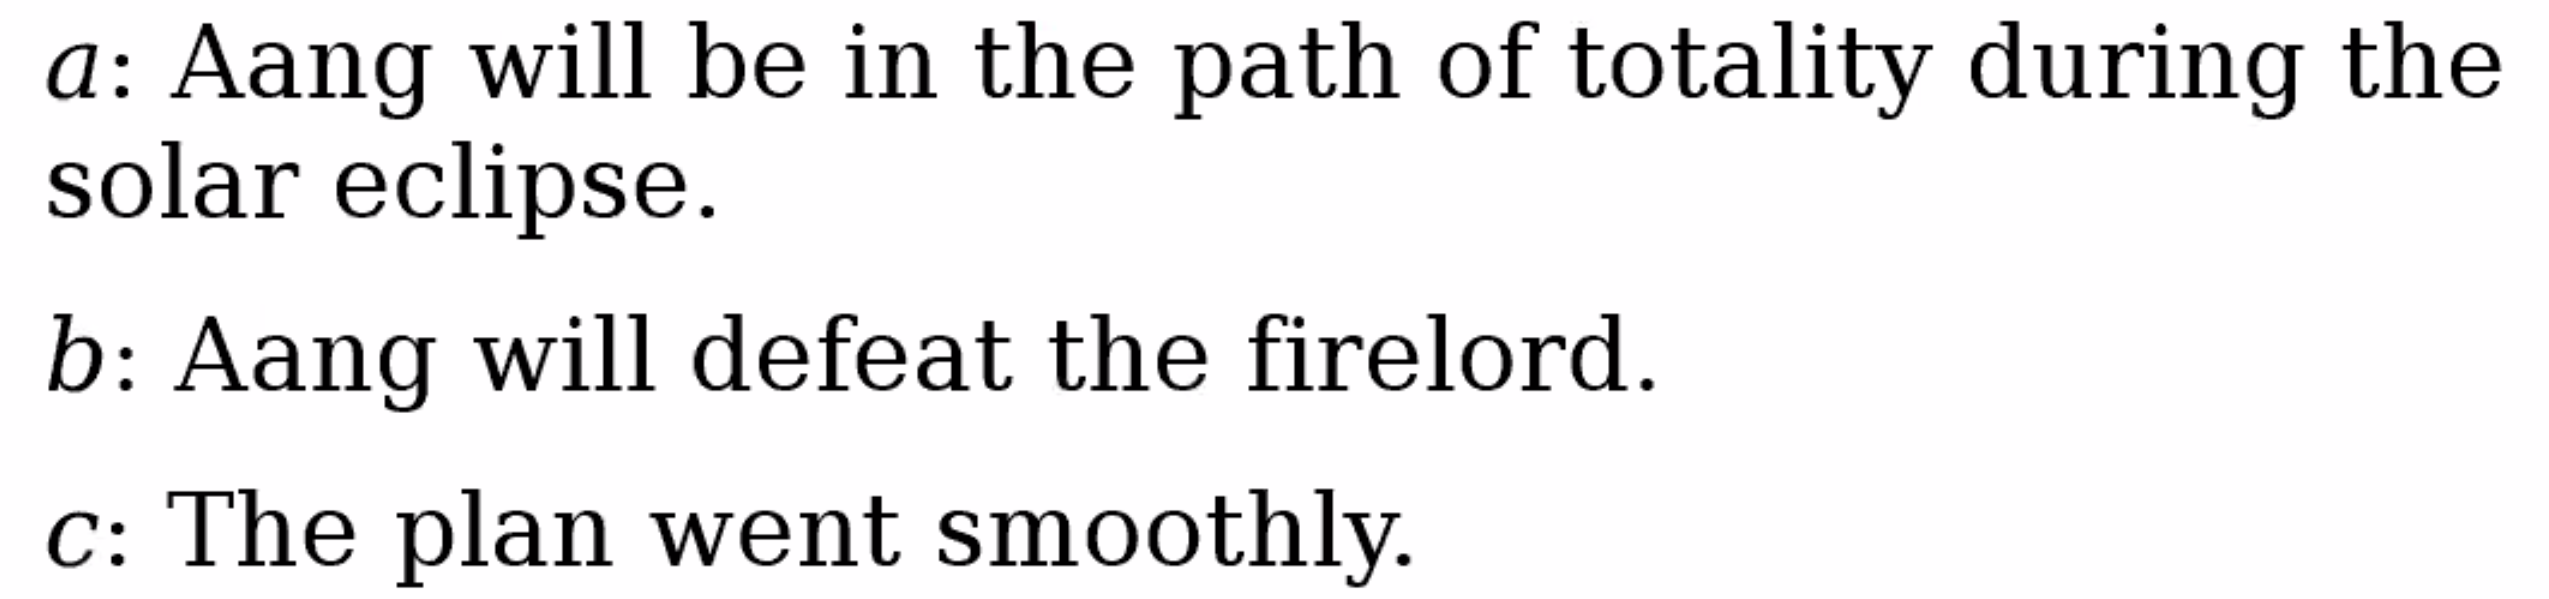 a: Aang will be in the path of totality during the
solar eclipse.
b: Aang will defeat the firelord.
c: The plan went smoothly.